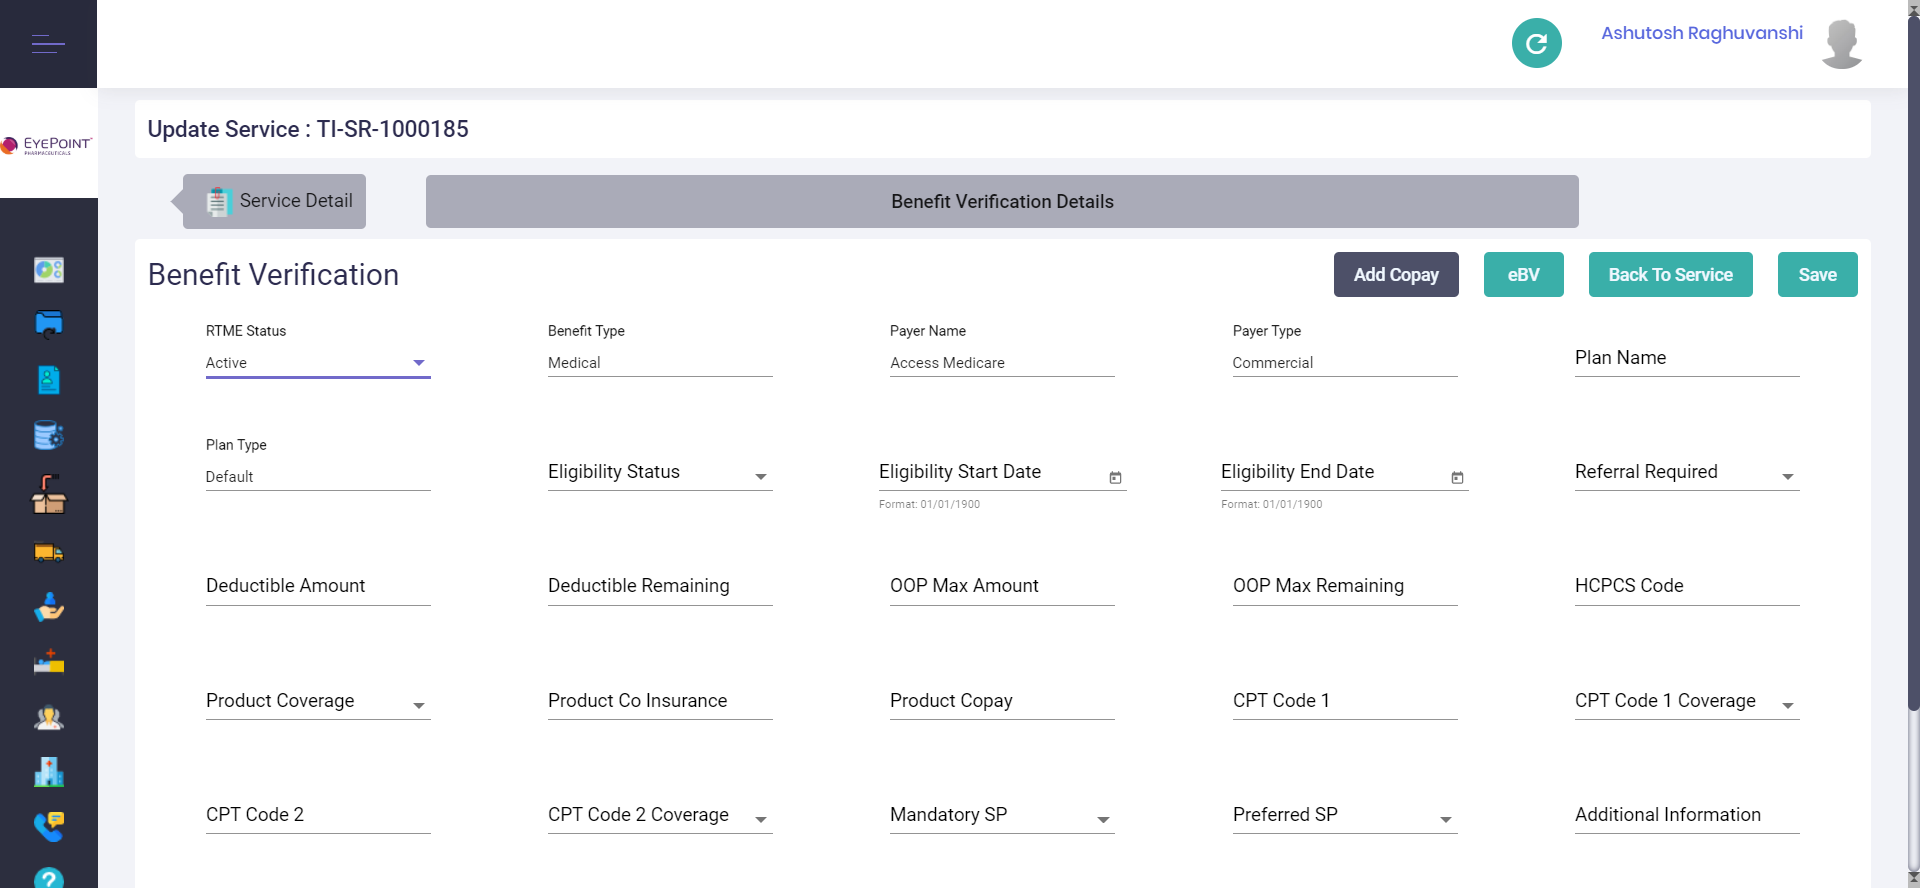 Ashutosh Raghuvanshi
EYEPOINT
PHARMACEUTICALS
Update Service : TI-SR-1000185
Service Detail
Benefit Verification Details
Benefit Verification
Add Copay
eBV
Back To Service
Save
RTME Status
Active
Benefit Type
Medical
Payer Name
Access Medicare
Payer Type
Commercial
Plan Name
Plan Type
Default
Eligibility Status
Eligibility Start Date
Format: 01/01/1900
Eligibility End Date
Format: 01/01/1900
Referral Required
Deductible Amount
Deductible Remaining
OOP Max Amount
OOP Max Remaining
HCPCS Code
Product Coverage
Product Co Insurance
Product Copay
CPT Code 1
CPT Code 1 Coverage
CPT Code 2
CPT Code 2 Coverage
Mandatory SP
Preferred SP
Additional Information